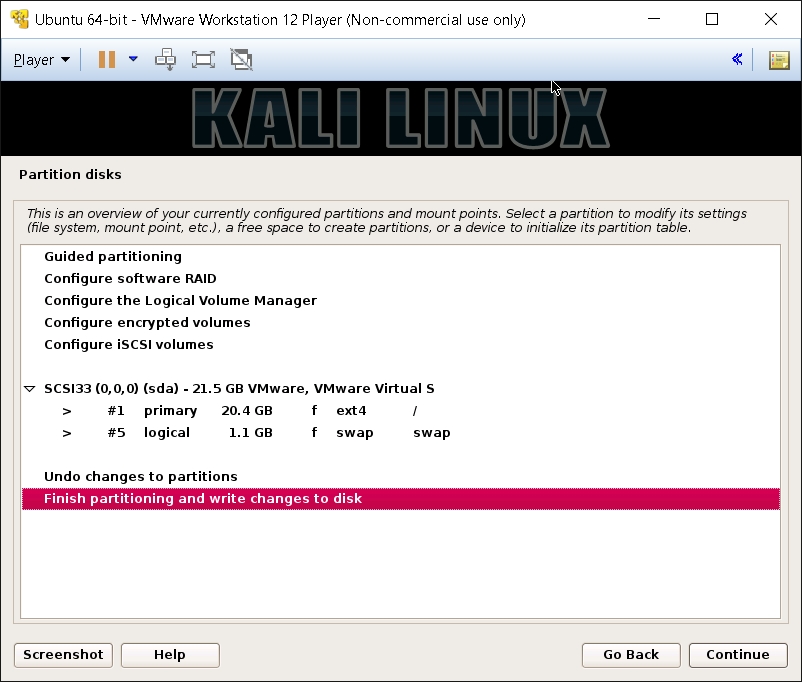 Ubuntu 64-bit - VMware Workstation 12 Player (Non-commercial use only)
Player
KALI LINUX
Partition disks
This is an overview of your currently configured partitions and mount points. Select a partition to modify its settings
(file system, mount point, etc.), a free space to create partitions, or a device to initialize its partition table.
Guided partitioning
Configure software RAID
Configure the Logical Volume Manager
Configure encrypted volumes
Configure iSCSI volumes
SCSI33 (0,0,0) (sda) - 21.5 GB VMware, VMware Virtual S
> #1 primary 20.4 GB f ext4 /
> #5 logical 1.1 GB f swap swap
Undo changes to partitions
Finish partitioning and write changes to disk
Screenshot Help Go Back Continue